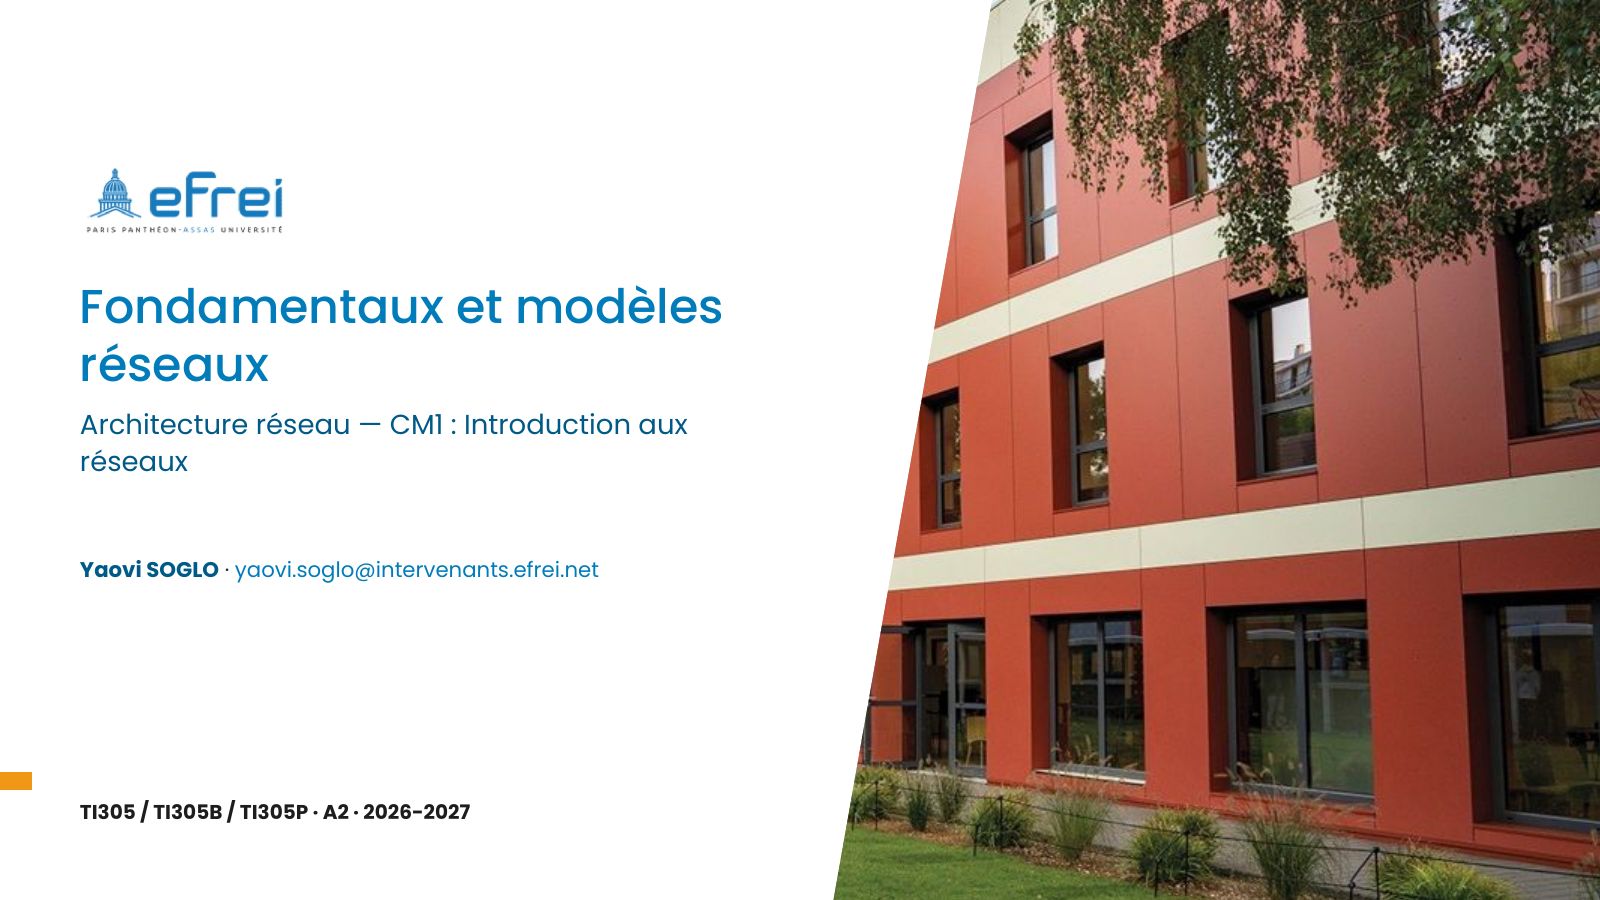 efrei
PARIS PANTHÉON-ASSAS UNIVERSITÉ
Fondamentaux et modèles
réseaux
Architecture réseau — CM1 : Introduction aux
réseaux
Yaovi SOGLO · yaovi.soglo@intervenants.efrei.net
TI305 / TI305B / TI305P · A2 · 2026-2027